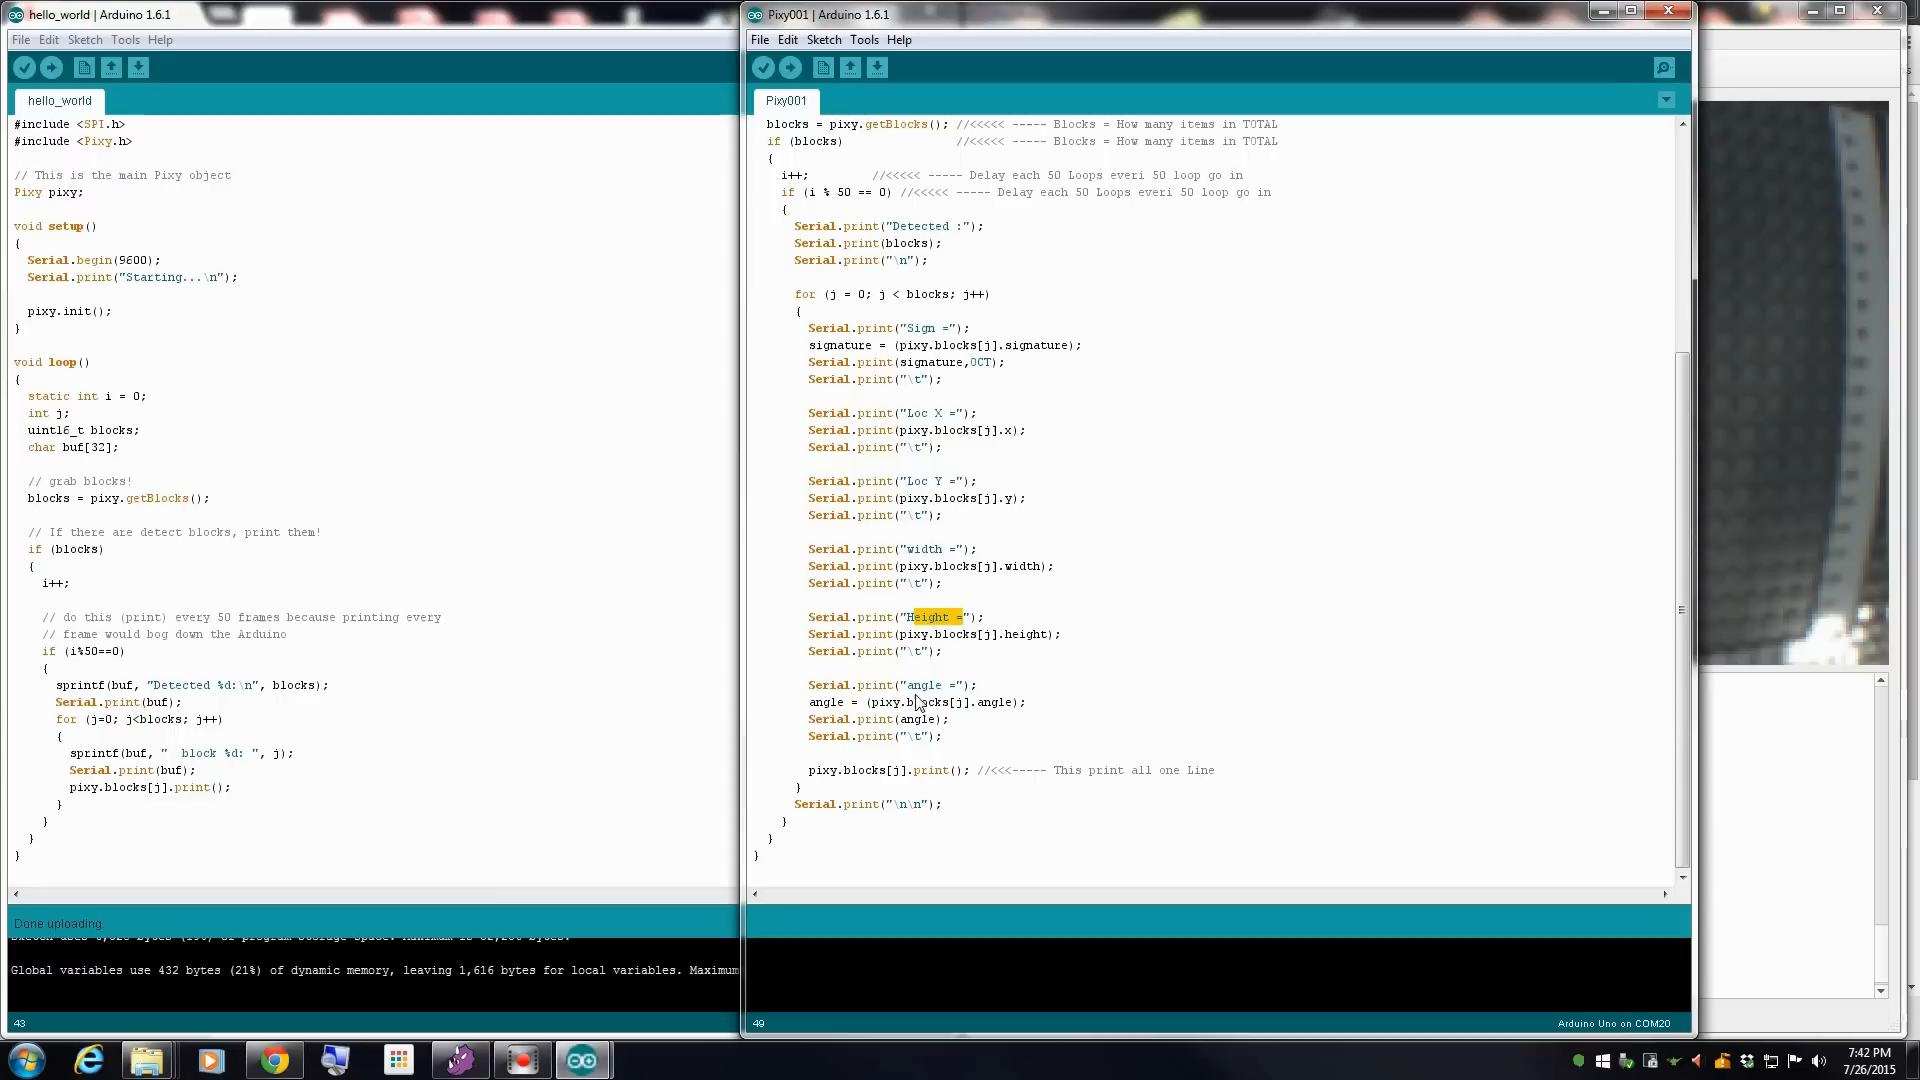 hello_world | Arduino 1.6.1
File Edit Sketch Tools Help
hello_world
#include <SPI.h>
#include <Pixy.h>
// This is the main Pixy object
Pixy pixy;
void setup()
{
Serial.begin(9600);
Serial.print("Starting...\n");
pixy.init();
}
void loop()
{
static int i = 0;
int j;
uint16_t blocks;
char buf[32];
// grab blocks!
blocks = pixy.getBlocks();
// If there are detect blocks, print them!
if (blocks)
{
i++;
// do this (print) every 50 frames because printing every
// frame would bog down the Arduino
if (i%50==0)
{
sprintf(buf, "Detected %d:\n", blocks);
Serial.print(buf);
for (j=0; j<blocks; j++)
{
sprintf(buf, "  block %d: ", j);
Serial.print(buf);
pixy.blocks[j].print();
}
}
}
}
Done uploading.
Global variables use 432 bytes (21%) of dynamic memory, leaving 1,616 bytes for local variables. Maximum
43
Pixy001 | Arduino 1.6.1
File Edit Sketch Tools Help
Pixy001
blocks = pixy.getBlocks(); //<<<<< ----- Blocks = How many items in TOTAL
if (blocks) //<<<<< ----- Blocks = How many items in TOTAL
{
i++; //<<<<< ----- Delay each 50 Loops everi 50 loop go in
if (i % 50 == 0) //<<<<< ----- Delay each 50 Loops everi 50 loop go in
{
Serial.print("Detected :");
Serial.print(blocks);
Serial.print("\n");
for (j = 0; j < blocks; j++)
{
Serial.print("Sign =");
signature = (pixy.blocks[j].signature);
Serial.print(signature,OCT);
Serial.print("\t");
Serial.print("Loc X =");
Serial.print(pixy.blocks[j].x);
Serial.print("\t");
Serial.print("Loc Y =");
Serial.print(pixy.blocks[j].y);
Serial.print("\t");
Serial.print("width =");
Serial.print(pixy.blocks[j].width);
Serial.print("\t");
Serial.print("Height =");
Serial.print(pixy.blocks[j].height);
Serial.print("\t");
Serial.print("angle =");
angle = (pixy.blocks[j].angle);
Serial.print(angle);
Serial.print("\t");
pixy.blocks[j].print(); //<<<----- This print all one Line
}
Serial.print("\n\n");
}
}
}
49
Arduino Uno on COM20
7:42 PM
7/26/2015